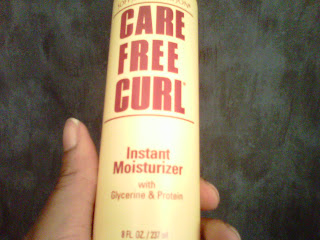 CARE
FREE
CURL
Instant
Moisturizer
with
Glycerine & Protein
8 FL. OZ./237 ml